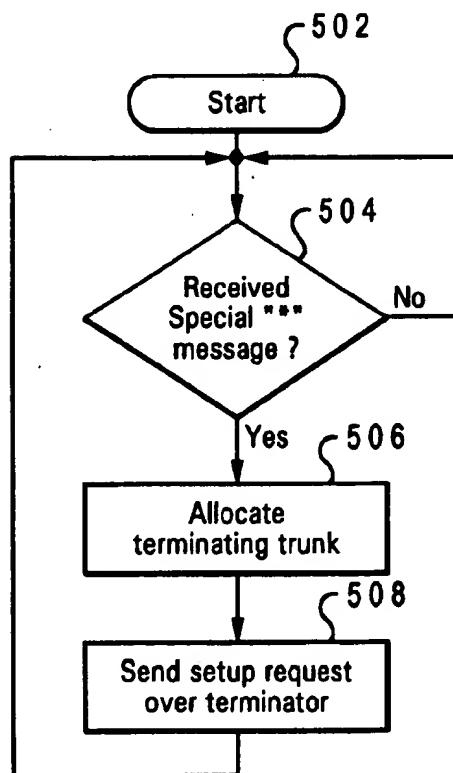 502
Start
504
Received
Special "*"
message ?
No
Yes
506
Allocate
terminating trunk
508
Send setup request
over terminator